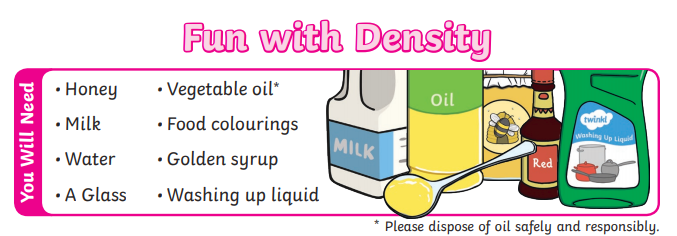 Fun with Density
You Will Need
• Honey
• Milk
• Water
• A Glass
• Vegetable oil*
• Food colourings
• Golden syrup
• Washing up liquid
MILK
Oil
Red
twinkl
Washing Up Liquid
* Please dispose of oil safely and responsibly.